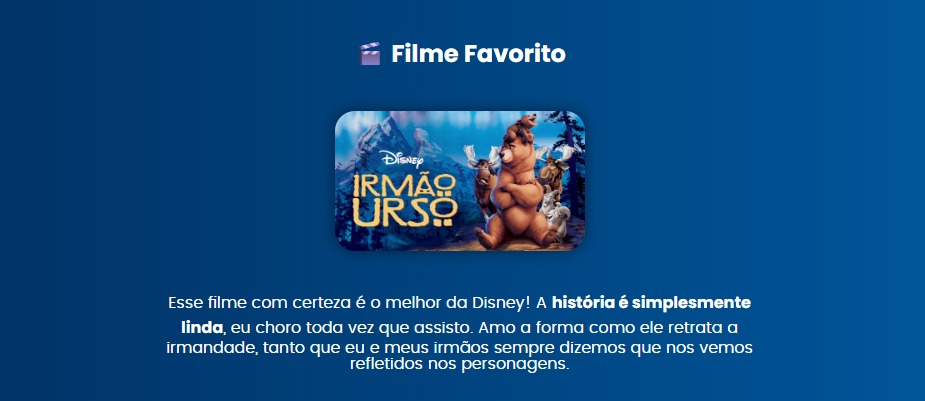 Filme Favorito
Disney
IRMÃO
URSO
Esse filme com certeza é o melhor da Disney! A história é simplesmente
linda, eu choro toda vez que assisto. Amo a forma como ele retrata a
irmandade, tanto que eu e meus irmãos sempre dizemos que nos vemos
refletidos nos personagens.